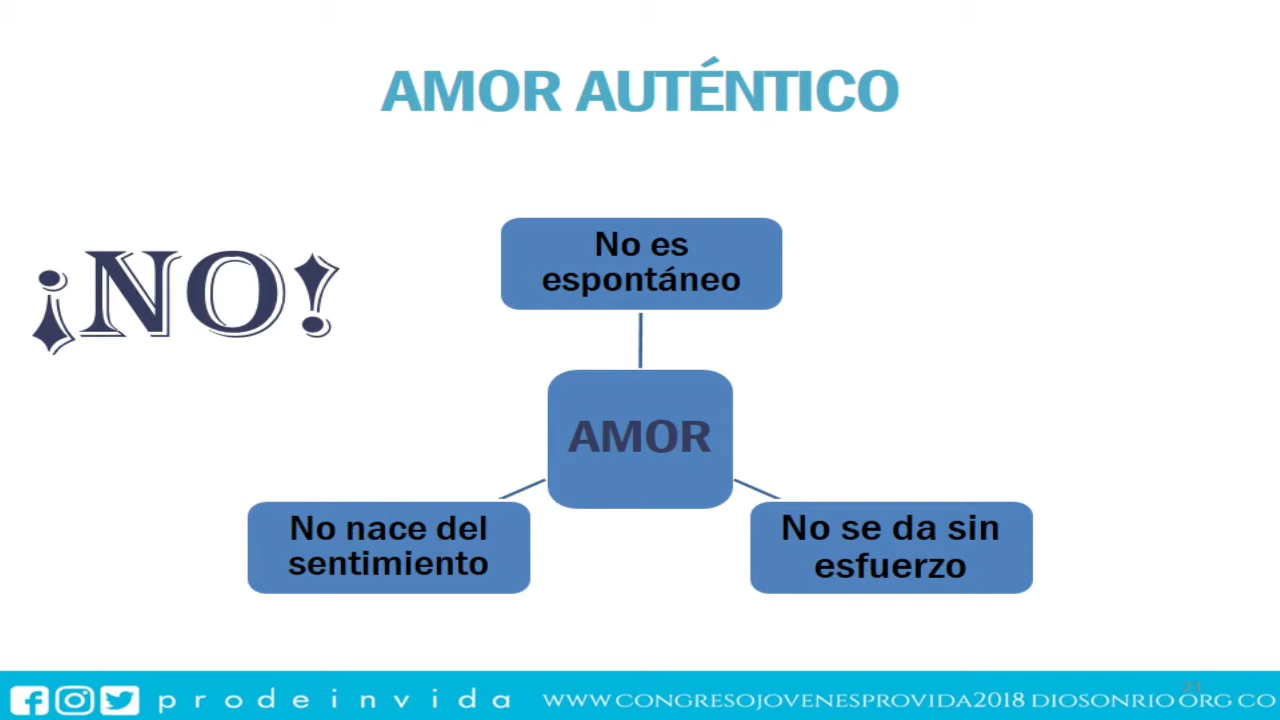 AMOR AUTÉNTICO
¡NO!
No es
espontáneo
AMOR
No nace del
sentimiento
No se da sin
esfuerzo
21
prodeinvida WWW.CONGRESOJOVENESPROVIDA2018 DIOSONRIO ORG CO